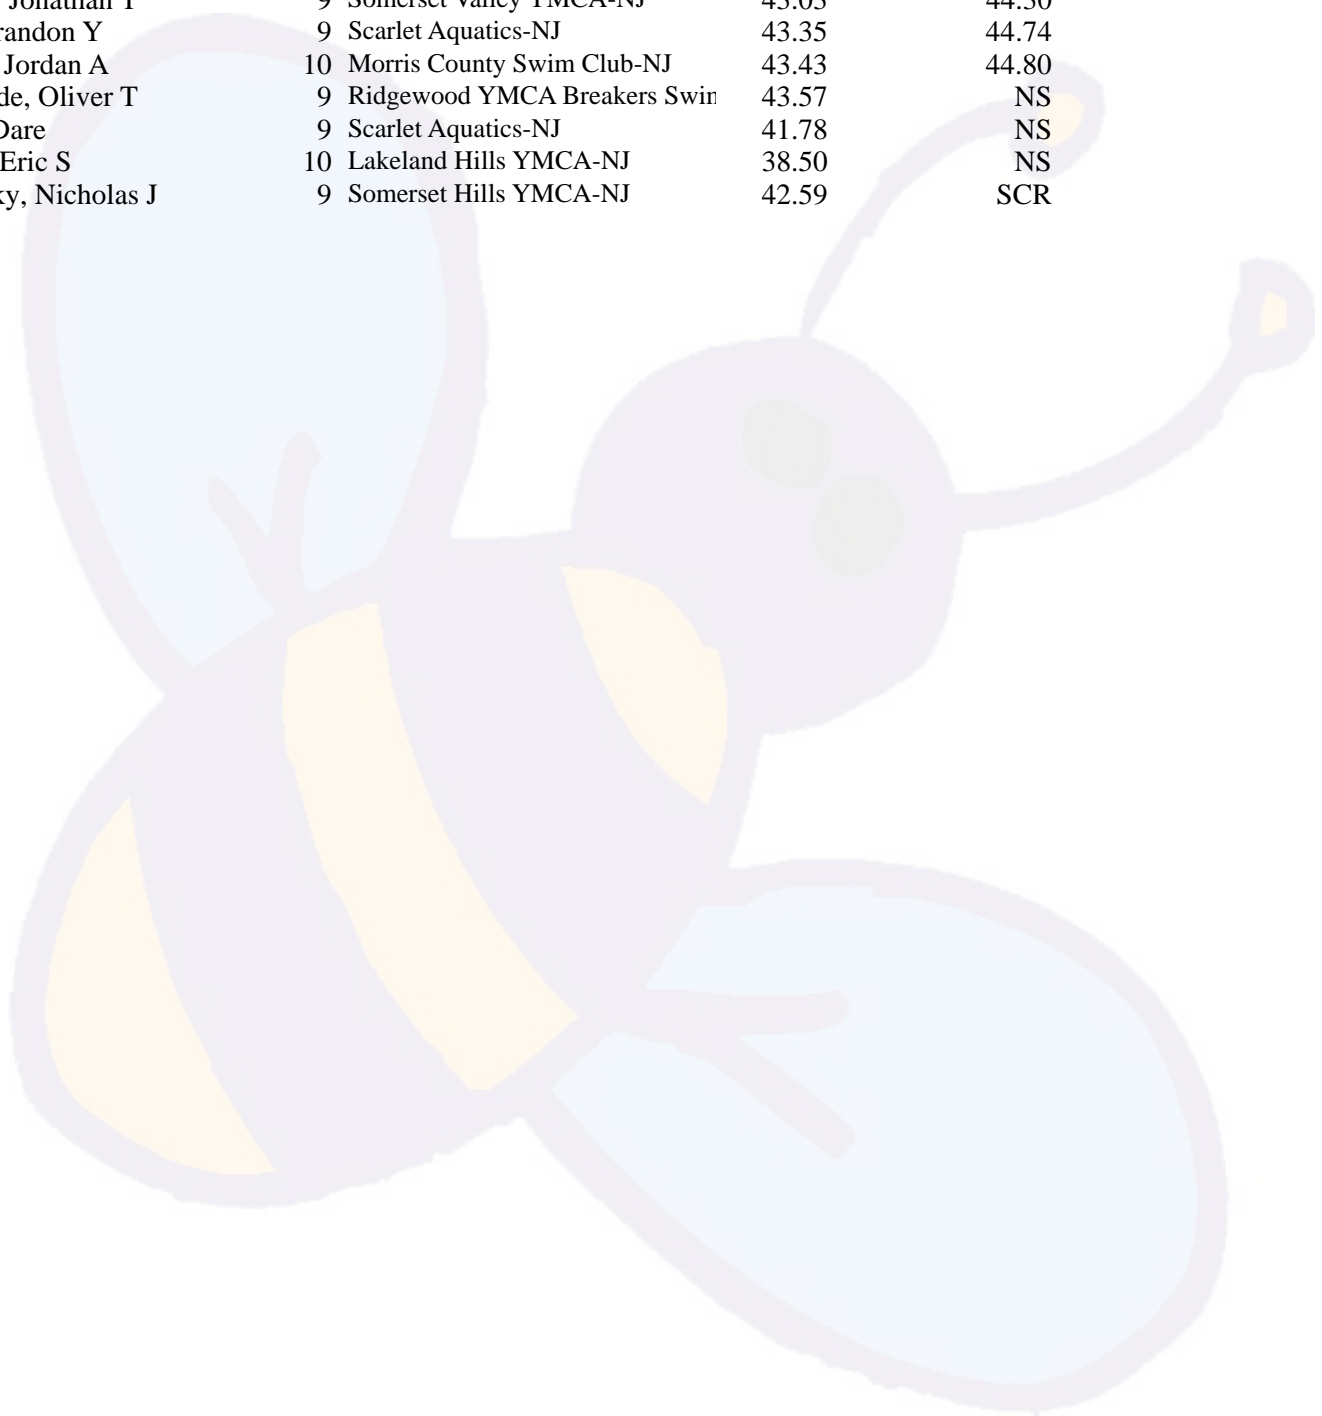 Jonathan T 9 Somerset Valley YMCA-NJ 44.50
randon Y 9 Scarlet Aquatics-NJ 43.35 44.74
Jordan A 10 Morris County Swim Club-NJ 43.43 44.80
de, Oliver T 9 Ridgewood YMCA Breakers Swin 43.57 NS
Dare 9 Scarlet Aquatics-NJ 41.78 NS
Eric S 10 Lakeland Hills YMCA-NJ 38.50 NS
ky, Nicholas J 9 Somerset Hills YMCA-NJ 42.59 SCR